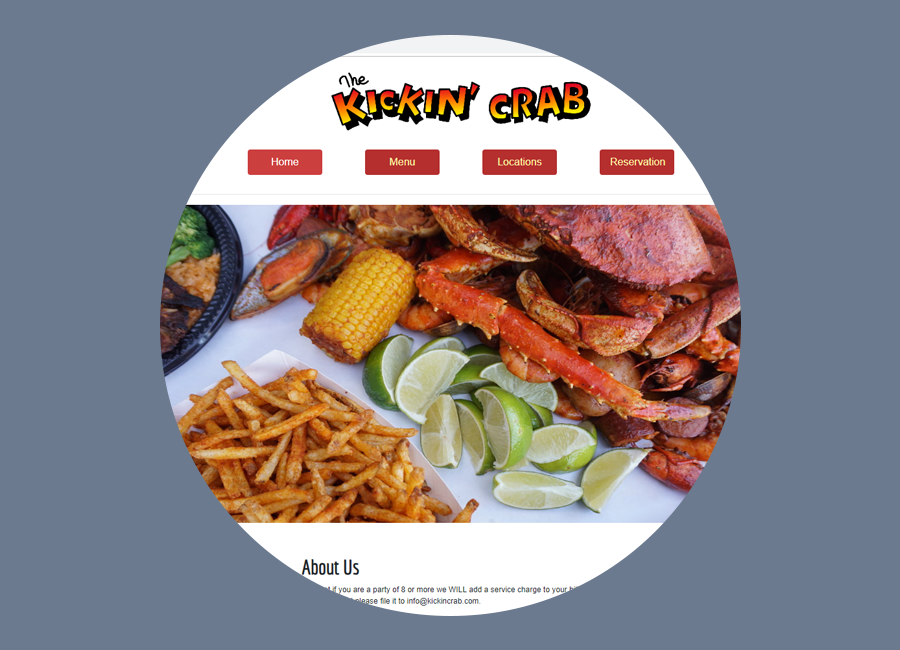 The
KICKIN' CRAB
Home Menu Locations Reservation
About Us
if you are a party of 8 or more we WILL add a service charge to your
please file it to info@kickincrab.com.